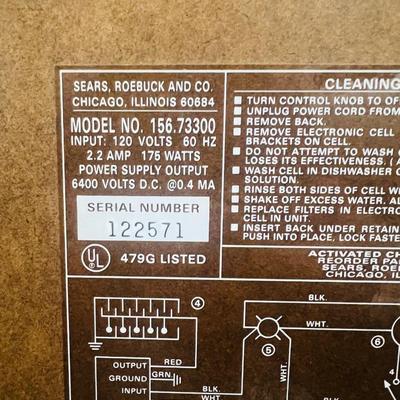 SEARS, ROEBUCK AND CO.
CHICAGO, ILLINOIS 60684
MODEL NO. 156.73300
INPUT: 120 VOLTS 60 HZ
2.2 AMP 175 WATTS
POWER SUPPLY OUTPUT
6400 VOLTS D.C. @0.4 MA
SERIAL NUMBER
122571
UL
479G LISTED
CLEANING
■ TURN CONTROL KNOB TO OF
■ UNPLUG POWER CORD FROM
■ REMOVE BACK.
■ REMOVE ELECTRONIC CELL
BRACKETS ON CELL.
■ DO NOT ATTEMPT TO WASH
LOSES ITS EFFECTIVENESS. (
■ WASH CELL IN DISHWASHER O
SOLUTION.
■ RINSE BOTH SIDES OF CELL WI
■ SHAKE OFF EXCESS WATER. AL
■ REPLACE FILTERS IN ELECTRO
CELL IN UNIT.
■ INSERT BACK UNDER RETAIN
PUSH INTO PLACE, LOCK FASTE
ACTIVATED CH
REORDER PA
SEARS, ROE
CHICAGO, IL
4
BLK.
WHT.
5
6
RED
OUTPUT
GROUND
GRN.
INPUT
BLK.
WHT.
WHT.
BLK.
4